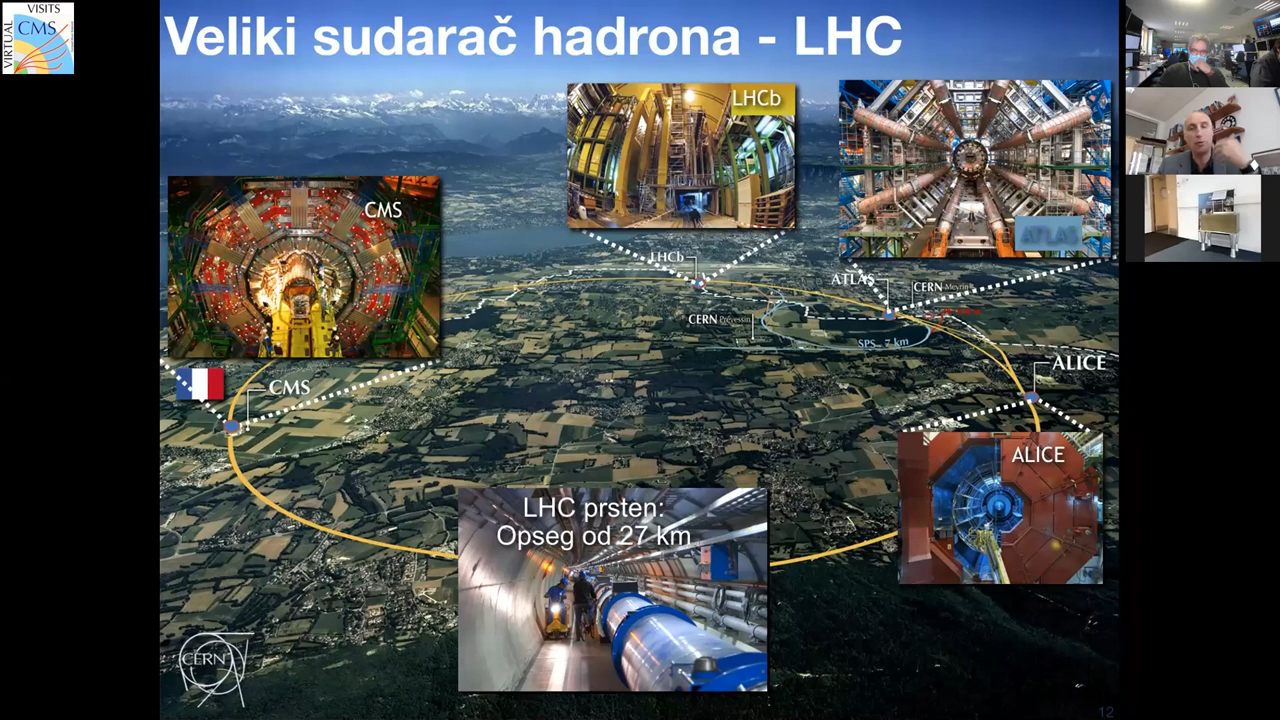 VIRTUAL
VISITS
CMS
Veliki sudarač hadrona - LHC
LHCb
ATLAS
CMS
LHCb
ATLAS
CERN Meyrin
CERN Prévessin
SPS_ 7 km
ALICE
CMS
ALICE
LHC prsten:
Opseg od 27 km
CERN
12